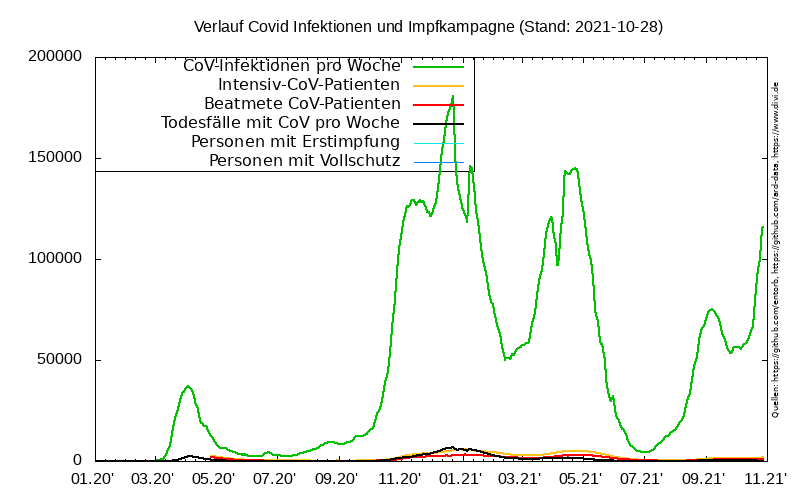 Verlauf Covid Infektionen und Impfkampagne (Stand: 2021-10-28)
200000
150000
100000
50000
0
CoV-Infektionen pro Woche
Intensiv-CoV-Patienten
Beatmete CoV-Patienten
Todesfälle mit CoV pro Woche
Personen mit Erstimpfung
Personen mit Vollschutz
01.20' 03.20' 05.20' 07.20' 09.20' 11.20' 01.21' 03.21' 05.21' 07.21' 09.21' 11.21'
Quellen: https://github.com/entorb, https://github.com/ard-data, https://www.divi.de